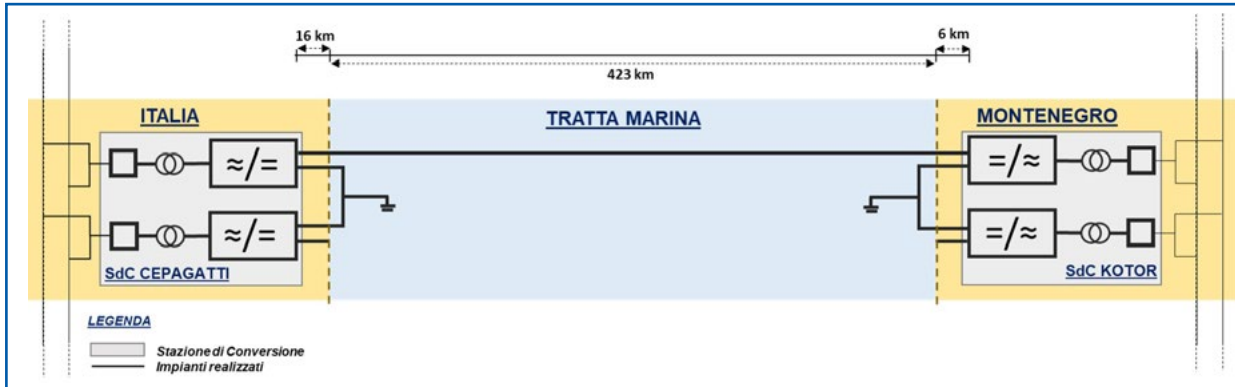 16 km
6 km
423 km
ITALIA
TRATTA MARINA
MONTENEGRO
≈/=
=/≈
≈/=
=/≈
SdC CEPAGATTI
SdC KOTOR
LEGENDA
Stazione di Conversione
Impianti realizzati